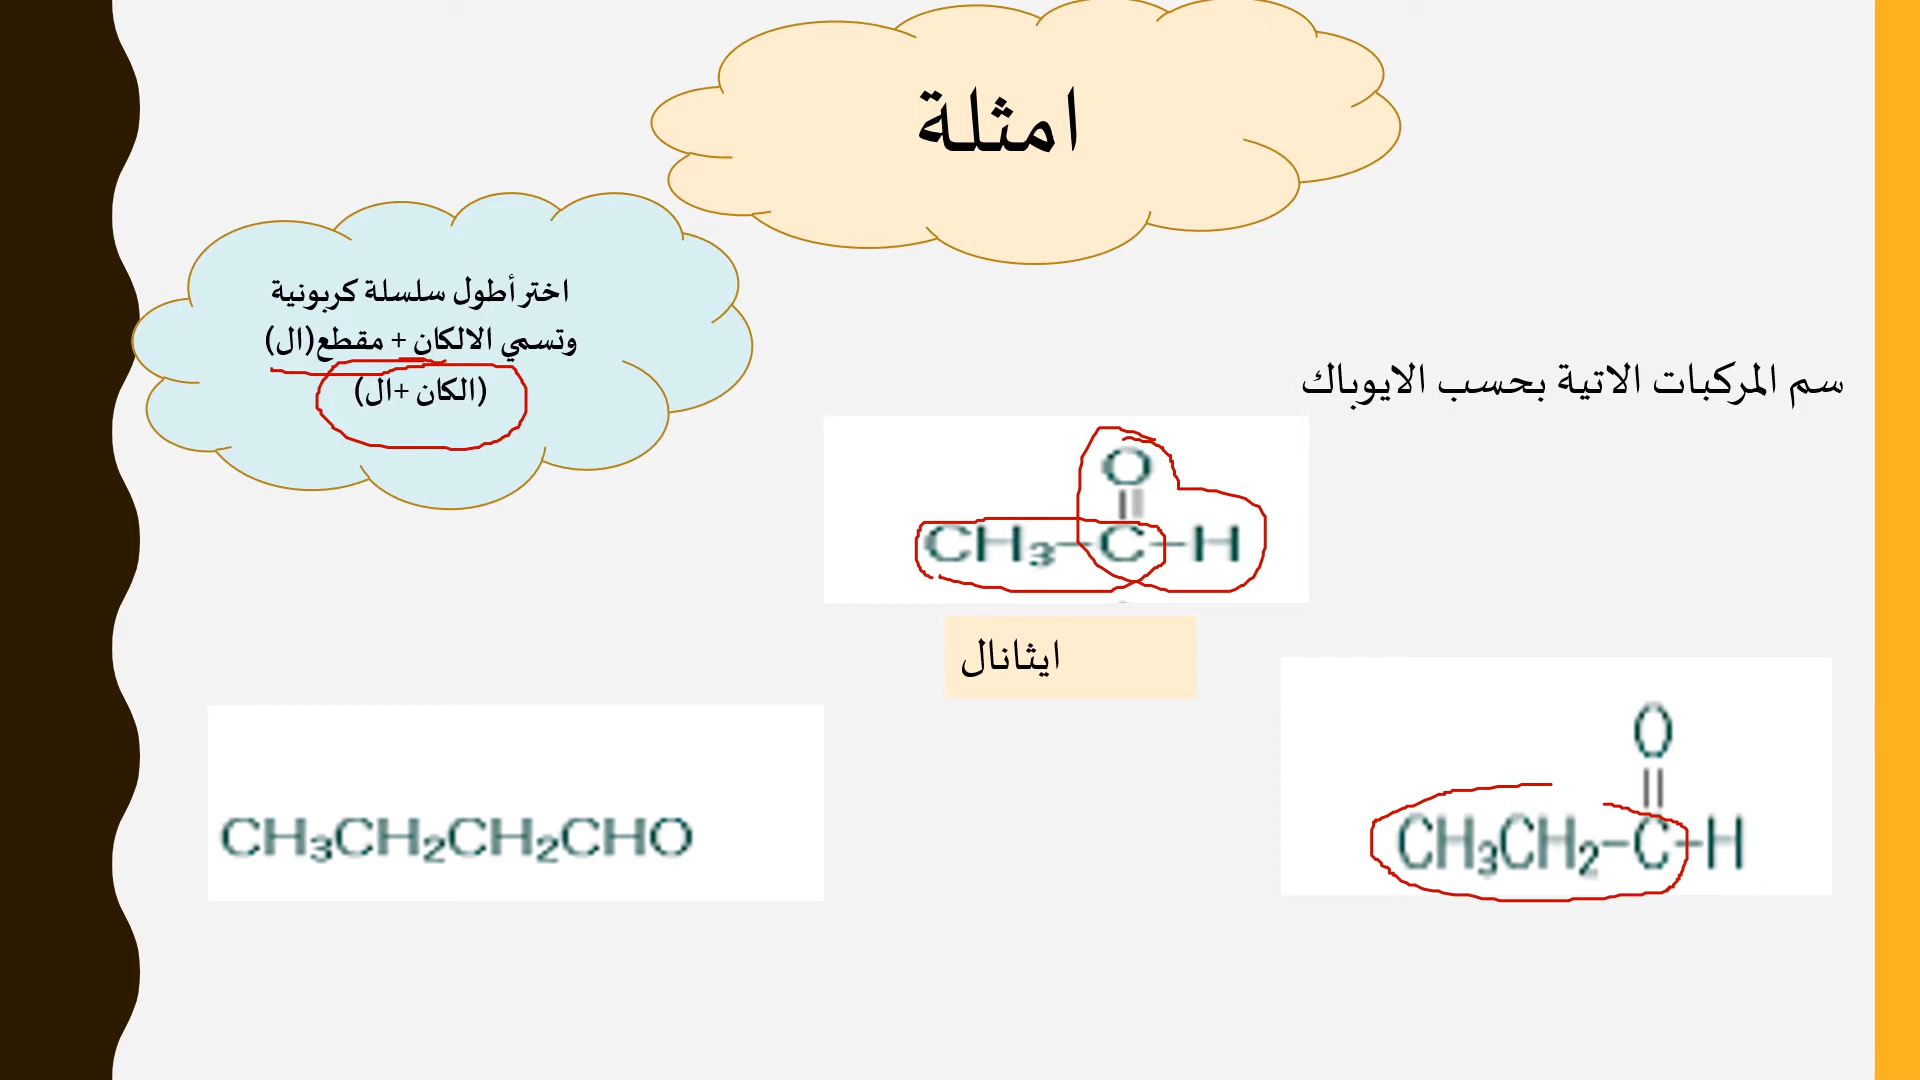 امثلة
اختر أطول سلسلة كربونية
وتسمي الالكان + مقطع(ال)
(الكان +ال)
سم المركبات الاتية بحسب الايوباك
O
||
CH₃–C–H
ايثانال
O
||
CH₃CH₂–C–H
CH₃CH₂CH₂CHO